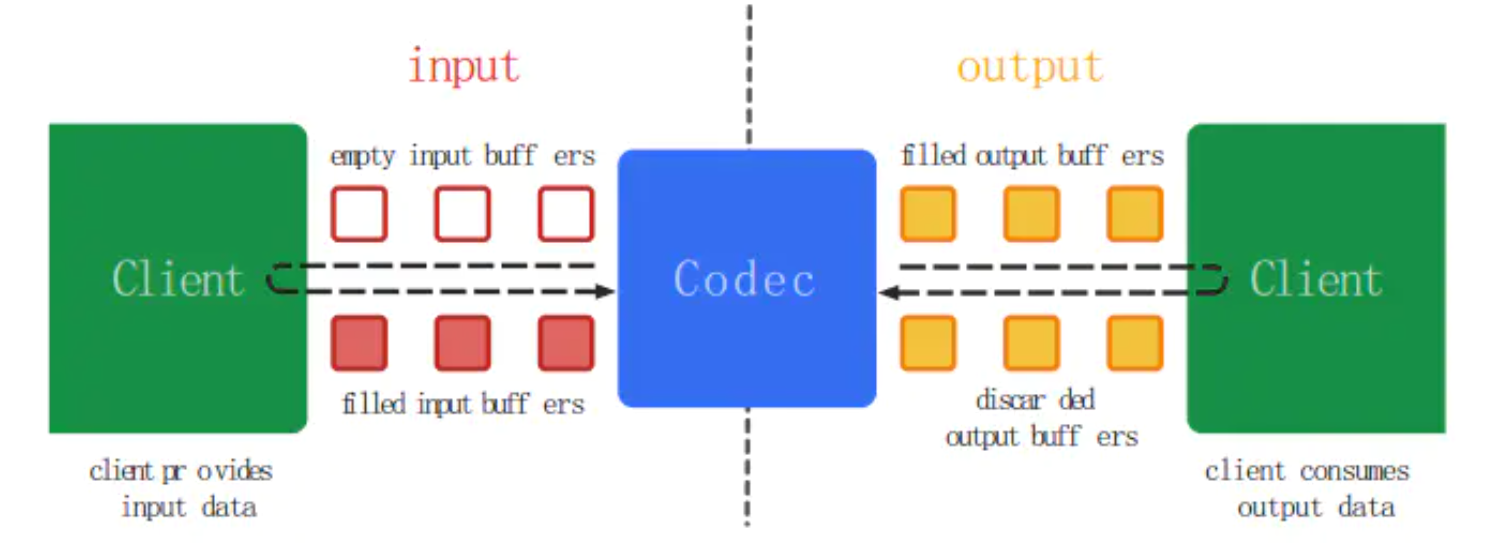 input
output
empty input buff ers
filled output buff ers
Client
Codec
Client
filled input buff ers
discar ded
output buff ers
client pr ovides
input data
client consumes
output data